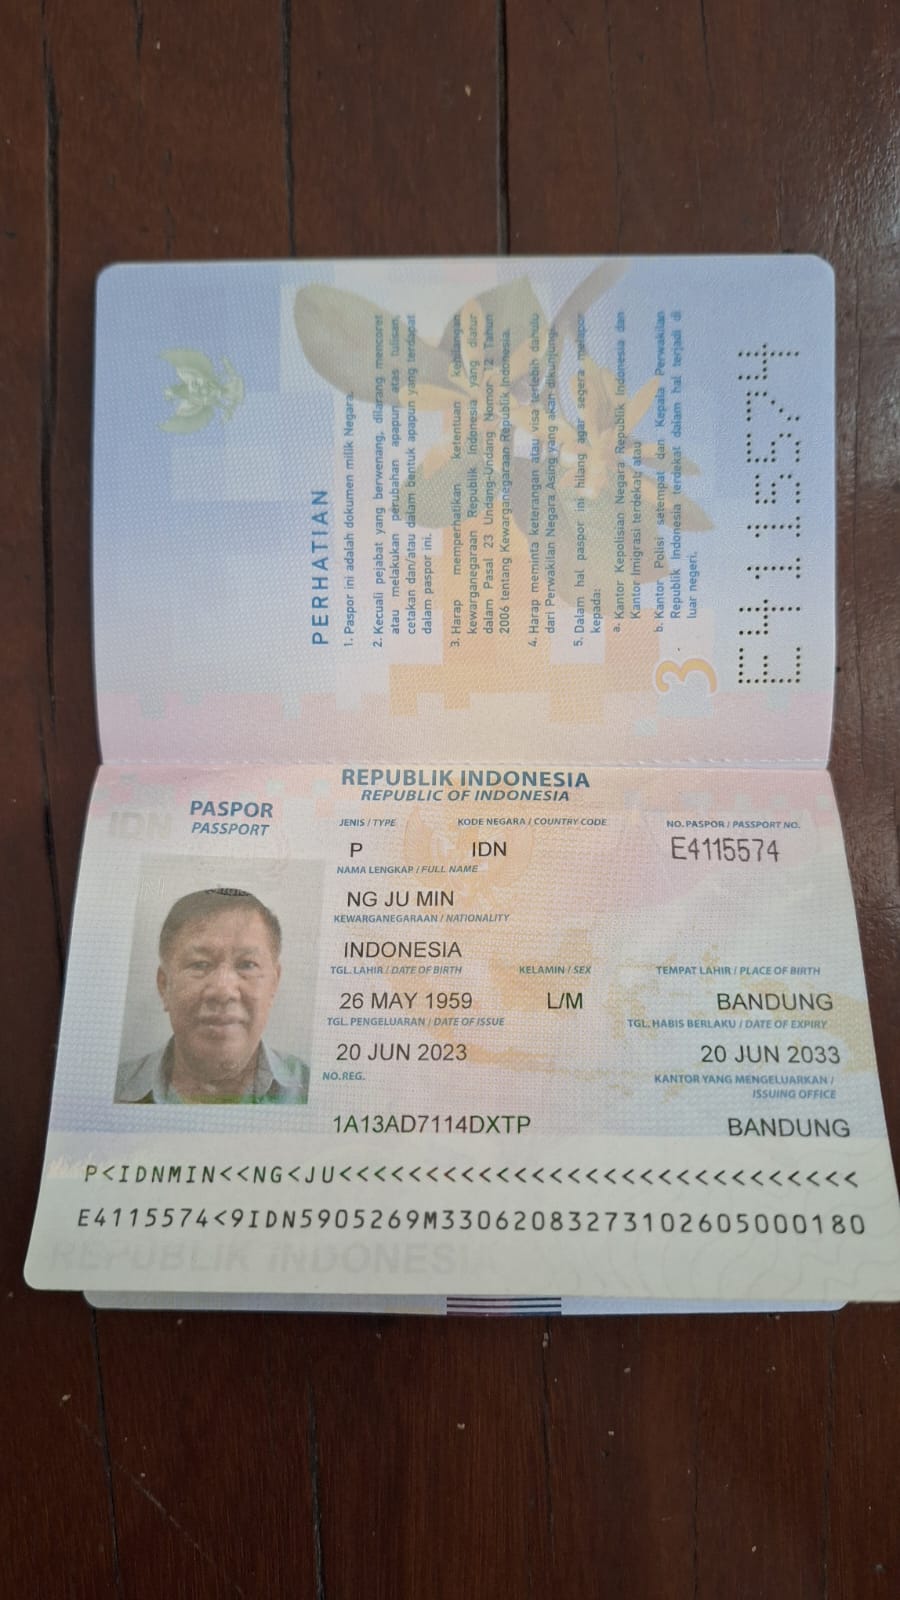 PERHATIAN
1. Paspor ini adalah dokumen milik Negara.
2. Kecuali pejabat yang berwenang, dilarang mencoret
atau melakukan perubahan apapun atas tulisan,
cetakan dan/atau dalam bentuk apapun yang terdapat
dalam paspor ini.
3. Harap memperhatikan ketentuan kehilangan
kewarganegaraan Republik Indonesia yang diatur
dalam Pasal 23 Undang-Undang Nomor 12 Tahun
2006 tentang Kewarganegaraan Republik Indonesia.
4. Harap meminta keterangan atau visa terlebih dahulu
dari Perwakilan Negara Asing yang akan dikunjungi.
5. Dalam hal paspor ini hilang agar segera melapor
kepada:
a. Kantor Kepolisian Negara Republik Indonesia dan
Kantor Imigrasi terdekat; atau
b. Kantor Polisi setempat dan Kepala Perwakilan
Republik Indonesia terdekat dalam hal terjadi di
luar negeri.
3
E4115574
REPUBLIK INDONESIA
REPUBLIC OF INDONESIA
IDN
PASPOR
PASSPORT
JENIS / TYPE KODE NEGARA / COUNTRY CODE NO. PASPOR / PASSPORT NO.
P IDN E4115574
NAMA LENGKAP / FULL NAME
NG JU MIN
KEWARGANEGARAAN / NATIONALITY
INDONESIA
TGL. LAHIR / DATE OF BIRTH KELAMIN / SEX TEMPAT LAHIR / PLACE OF BIRTH
26 MAY 1959 L/M BANDUNG
TGL. PENGELUARAN / DATE OF ISSUE TGL. HABIS BERLAKU / DATE OF EXPIRY
20 JUN 2023 20 JUN 2033
NO. REG. KANTOR YANG MENGELUARKAN /
ISSUING OFFICE
1A13AD7114DXTP BANDUNG
P<IDNMIN<<NG<JU<<<<<<<<<<<<<<<<<<<<<<<<<<<<<
E4115574<9IDN5905269M3306208327310260500018​0
REPUBLIK INDONESIA